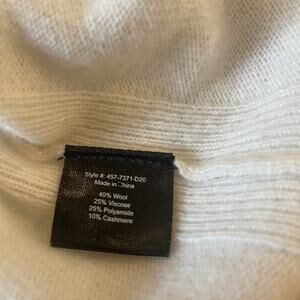 Style #: 457-7371-D20
Made in China
40% Wool
25% Viscose
25% Polyamide
10% Cashmere